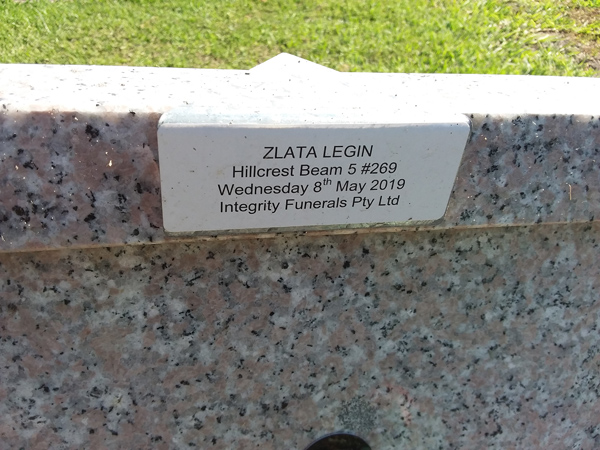 ZLATA LEGIN
Hillcrest Beam 5 #269
Wednesday 8th May 2019
Integrity Funerals Pty Ltd